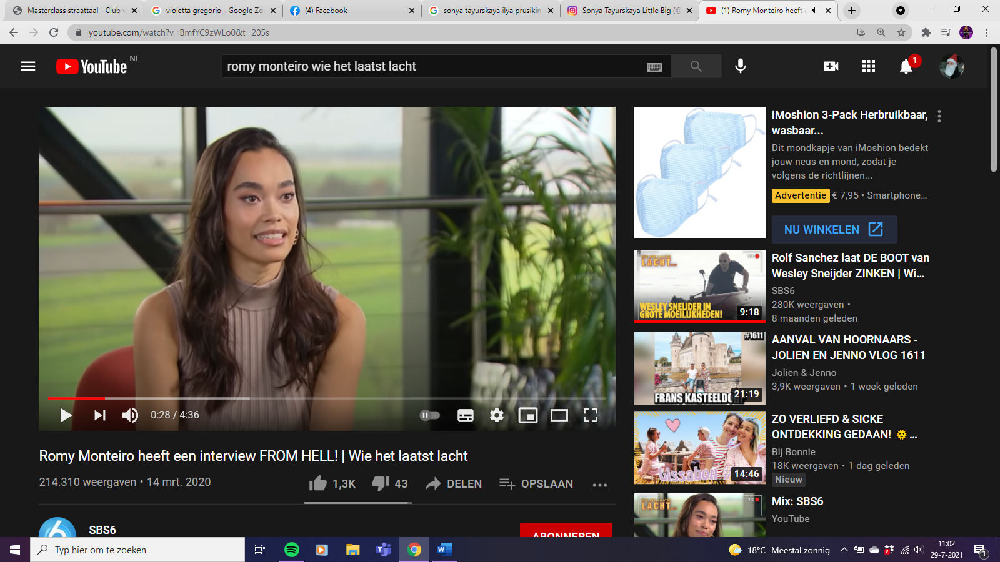 Masterclass straattaal - Club v
violetta gregorio - Google Zo
(4) Facebook
sonya tayurskaya ilya prusikin
Sonya Tayurskaya Little Big (@
(1) Romy Monteiro heeft
youtube.com/watch?v=BmfYC9zWLo0&t=205s
YouTube NL
romy monteiro wie het laatst lacht
1
iMoshion 3-Pack Herbruikbaar,
wasbaar...
Dit mondkapje van iMoshion bedekt
jouw neus en mond, zodat je
volgens de richtlijnen...
Advertentie € 7,95 • Smartphone...
NU WINKELEN
LACHT...
WESLEY SNEIJDER IN
GROTE MOEILIJKHEDEN!
9:18
Rolf Sanchez laat DE BOOT van
Wesley Sneijder ZINKEN | Wi...
SBS6
280K weergaven •
8 maanden geleden
#1611
FRANS KASTEELDO
21:19
AANVAL VAN HOORNAARS -
JOLIEN EN JENNO VLOG 1611
Jolien & Jenno
3,9K weergaven • 1 week geleden
Lissabon #
14:46
ZO VERLIEFD & SICKE
ONTDEKKING GEDAAN! 🌞 ...
Bij Bonnie
18K weergaven • 1 dag geleden
Nieuw
LACHT...
Mix: SBS6
YouTube
0:28 / 4:36
Romy Monteiro heeft een interview FROM HELL! | Wie het laatst lacht
214.310 weergaven • 14 mrt. 2020
1,3K
43
DELEN
OPSLAAN
6
SBS6
ABONNEREN
Typ hier om te zoeken
18°C Meestal zonnig
11:02
29-7-2021
1